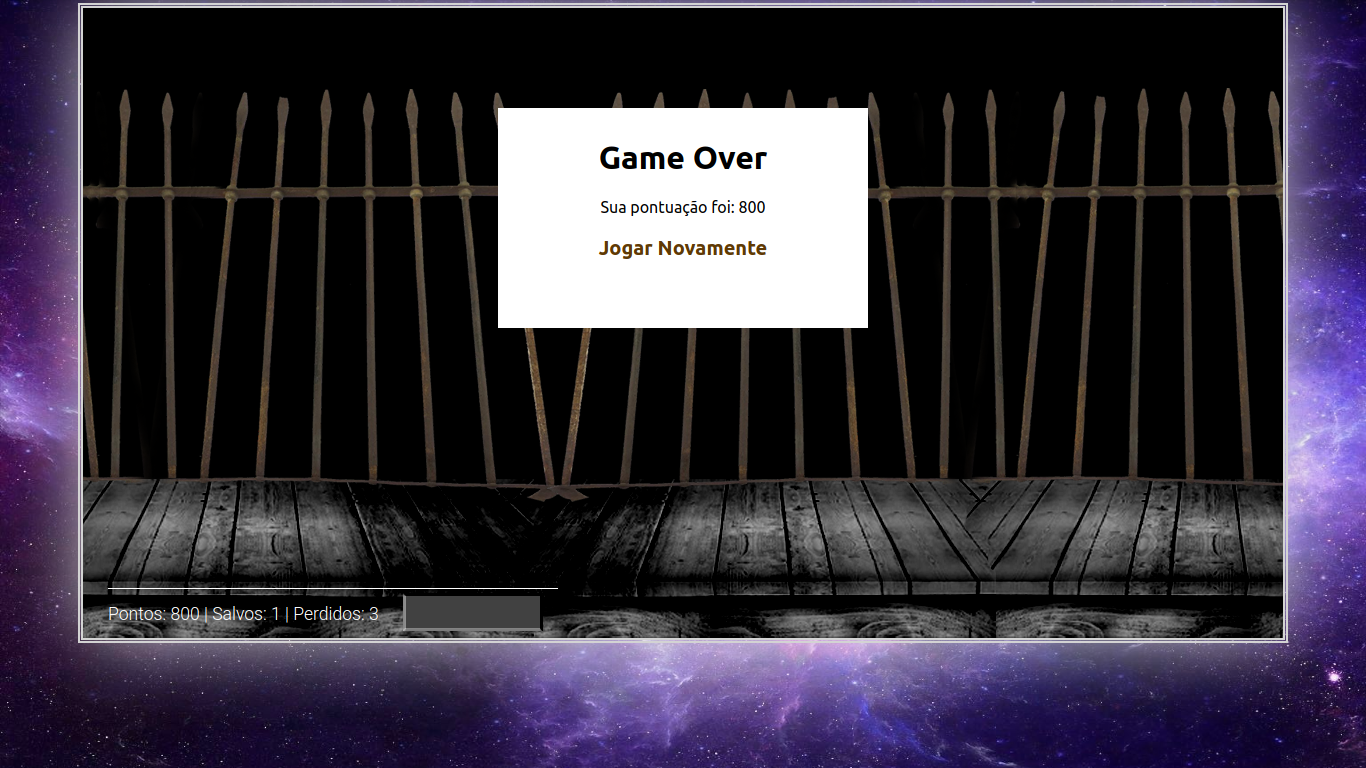 Game Over
Sua pontuação foi: 800
Jogar Novamente
Pontos: 800 | Salvos: 1 | Perdidos: 3